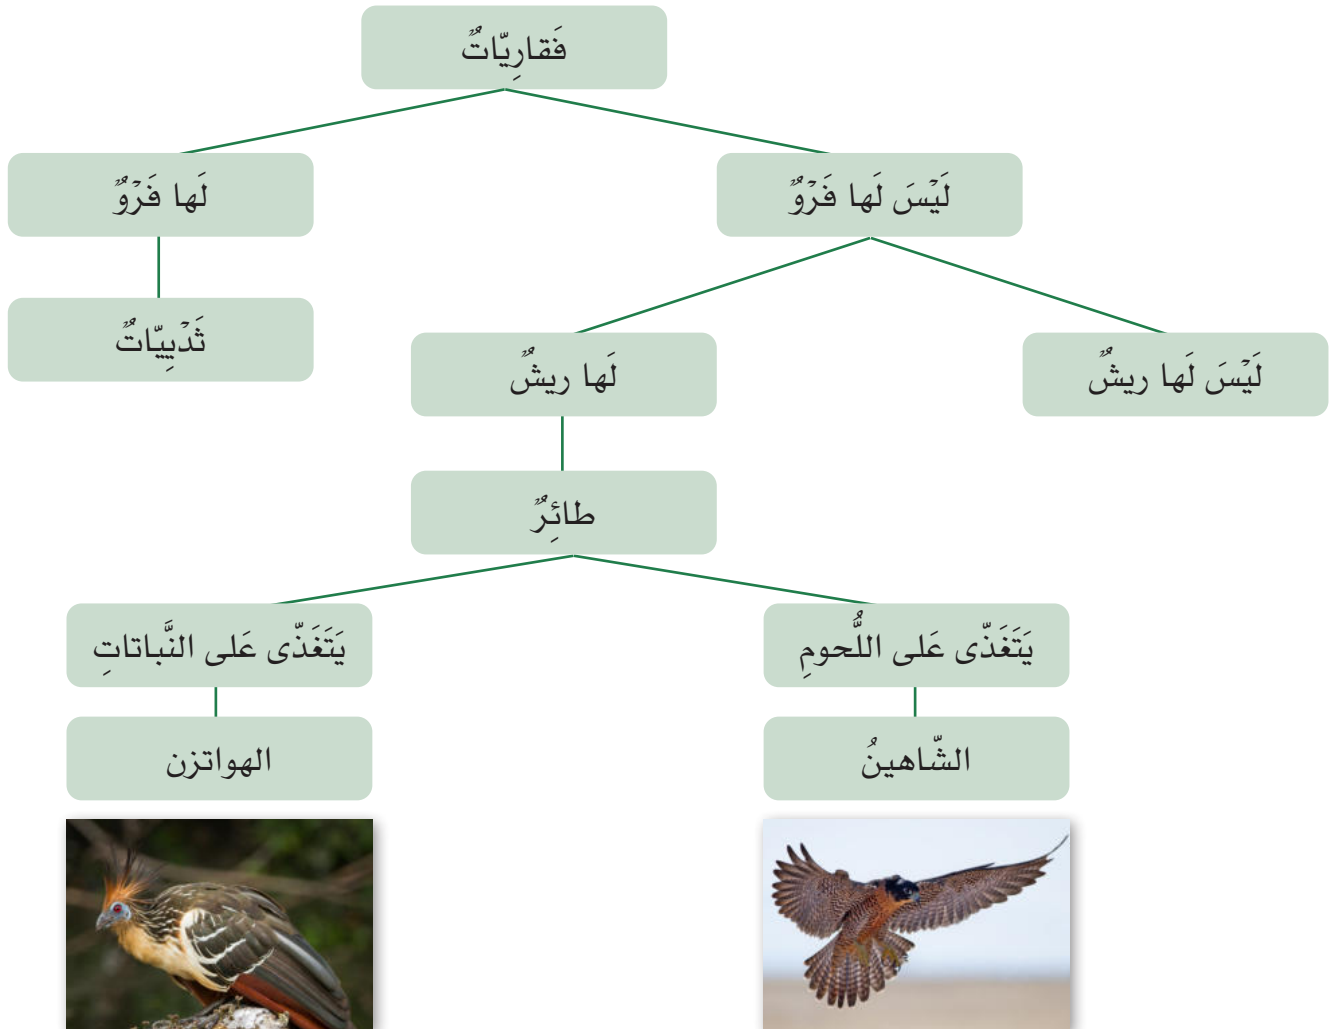 فَقارِيّاتٌ
لَيْسَ لَها فَرْوٌ
لَها فَرْوٌ
ثَدْيِيّاتٌ
لَيْسَ لَها ريشٌ
لَها ريشٌ
طائِرٌ
يَتَغَذّى عَلى اللُّحومِ
يَتَغَذّى عَلى النَّباتاتِ
الشّاهينُ
الهواتزن